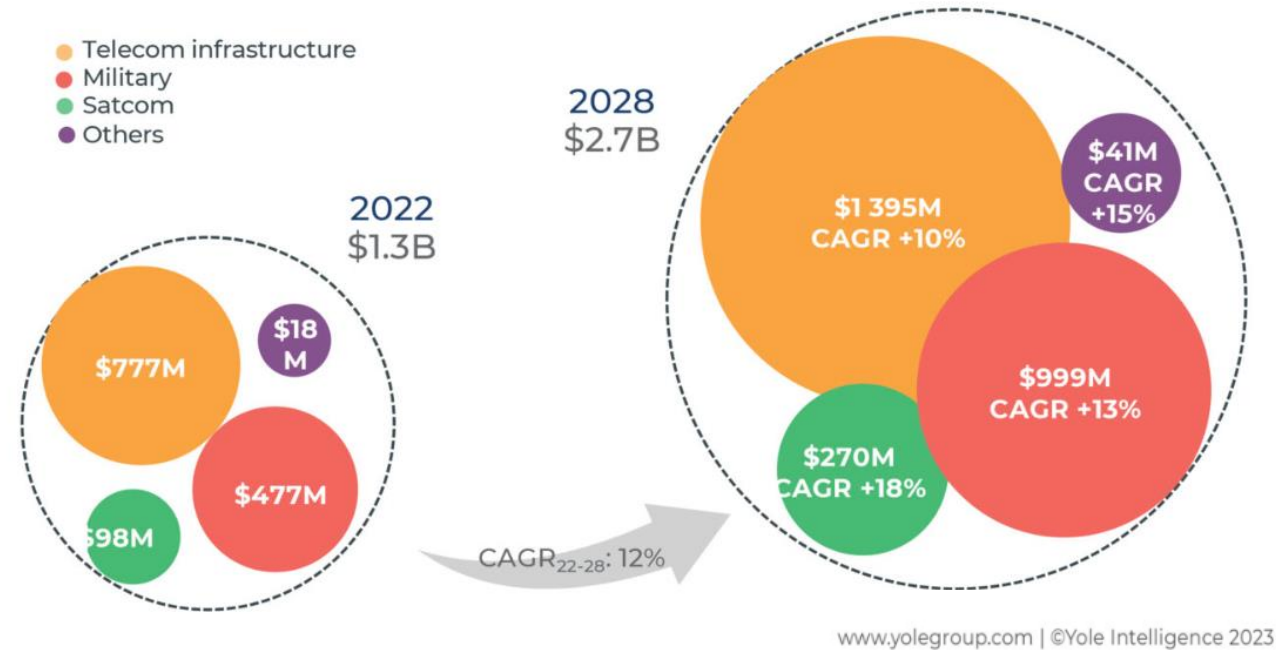 Telecom infrastructure
Military
Satcom
Others
2022
$1.3B
$777M
$18
M
$477M
$98M
CAGR22-28: 12%
2028
$2.7B
$1 395M
CAGR +10%
$41M
CAGR
+15%
$999M
CAGR +13%
$270M
CAGR +18%
www.yolegroup.com | ©Yole Intelligence 2023